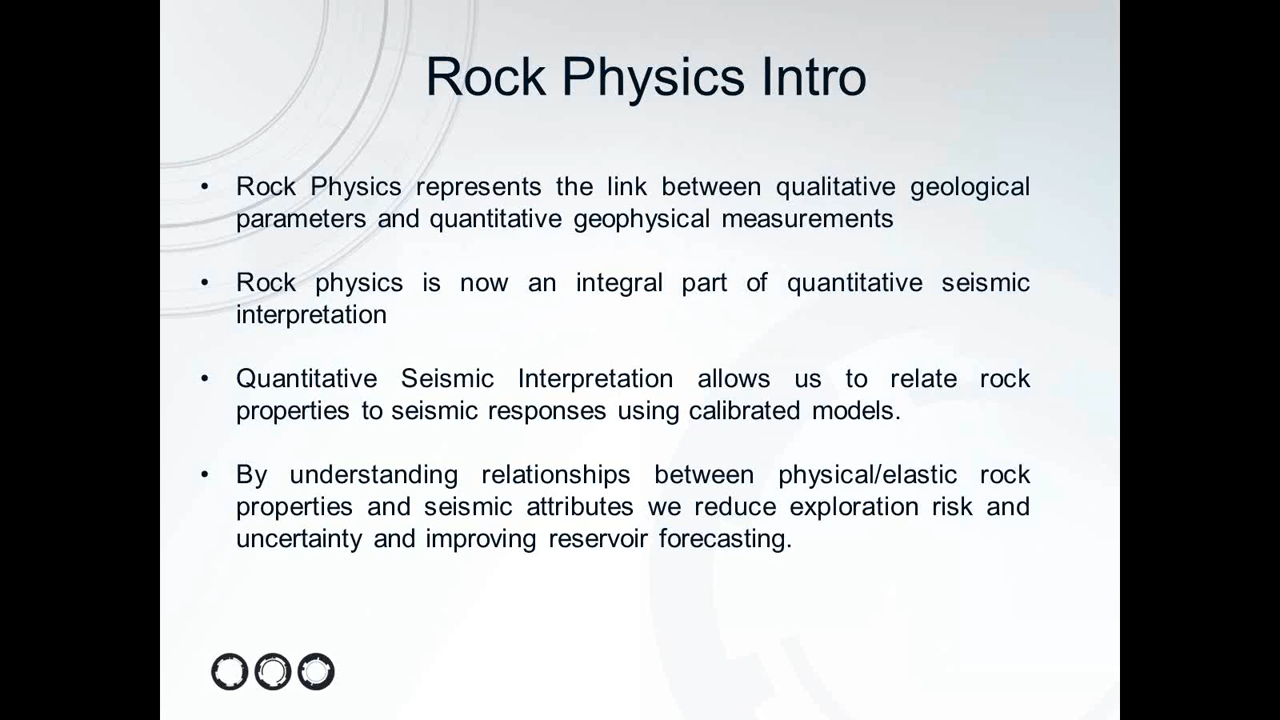 Rock Physics Intro
• Rock Physics represents the link between qualitative geological
parameters and quantitative geophysical measurements
• Rock physics is now an integral part of quantitative seismic
interpretation
• Quantitative Seismic Interpretation allows us to relate rock
properties to seismic responses using calibrated models.
• By understanding relationships between physical/elastic rock
properties and seismic attributes we reduce exploration risk and
uncertainty and improving reservoir forecasting.